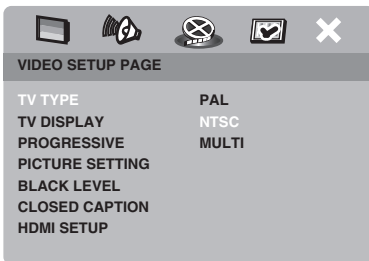 VIDEO SETUP PAGE
TV TYPE PAL
TV DISPLAY NTSC
PROGRESSIVE MULTI
PICTURE SETTING
BLACK LEVEL
CLOSED CAPTION
HDMI SETUP